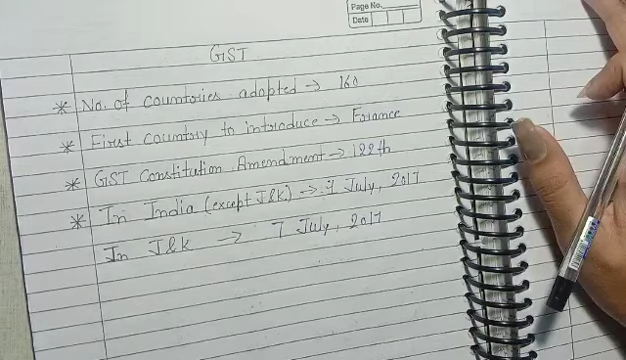 Page No.
Date
GST
* No. of countries adopted → 160
* First country to introduce → France
* GST Constitution Amendment → 122th
* In India (except J&K) → 1 July, 2017
In J&K → 7 July, 2017